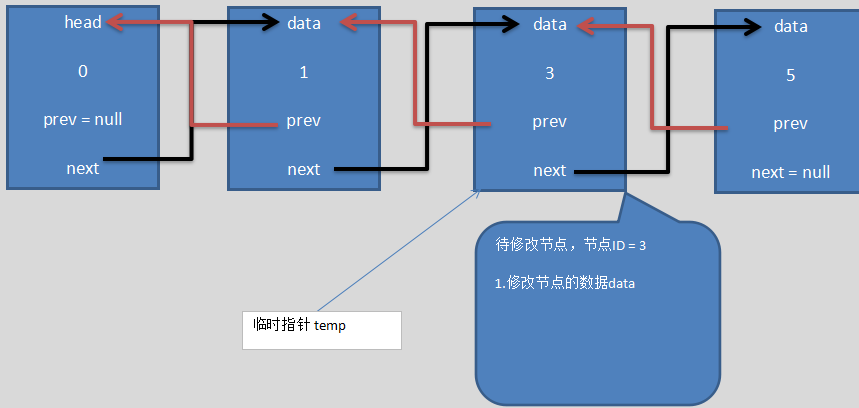 head
0
prev = null
next
data
1
prev
next
data
3
prev
next
data
5
prev
next = null
待修改节点，节点ID = 3
1.修改节点的数据data
临时指针 temp